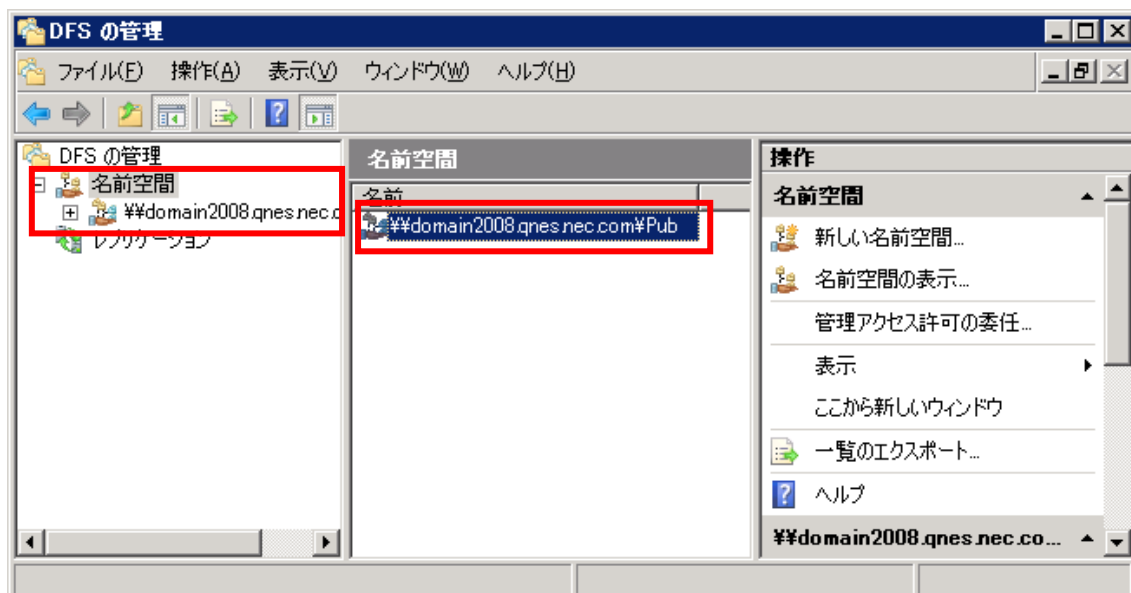 DFS の管理
ファイル(F) 操作(A) 表示(V) ウィンドウ(W) ヘルプ(H)
DFS の管理
名前空間
¥¥domain2008.qnes.nec.c
レプリケーション
名前空間
名前
¥¥domain2008.qnes.nec.com¥Pub
操作
名前空間
新しい名前空間...
名前空間の表示...
管理アクセス許可の委任...
表示
ここから新しいウィンドウ
一覧のエクスポート...
ヘルプ
¥¥domain2008.qnes.nec.co...